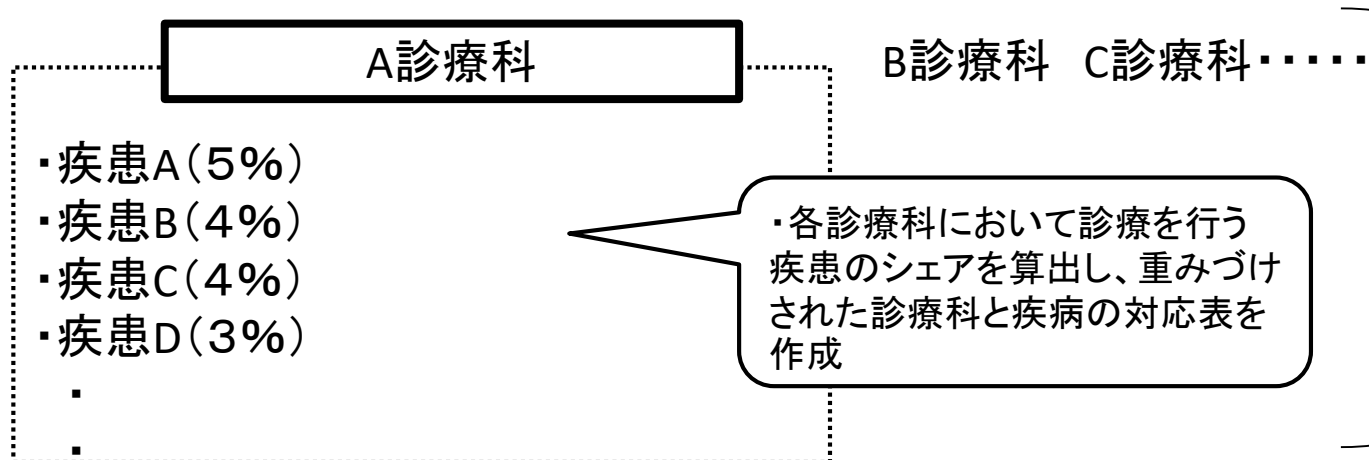 A診療科
B診療科 C診療科・・・・・
・疾患A(5%)
・疾患B(4%)
・疾患C(4%)
・疾患D(3%)
・
・
・各診療科において診療を行う
疾患のシェアを算出し、重みづけ
された診療科と疾病の対応表を
作成